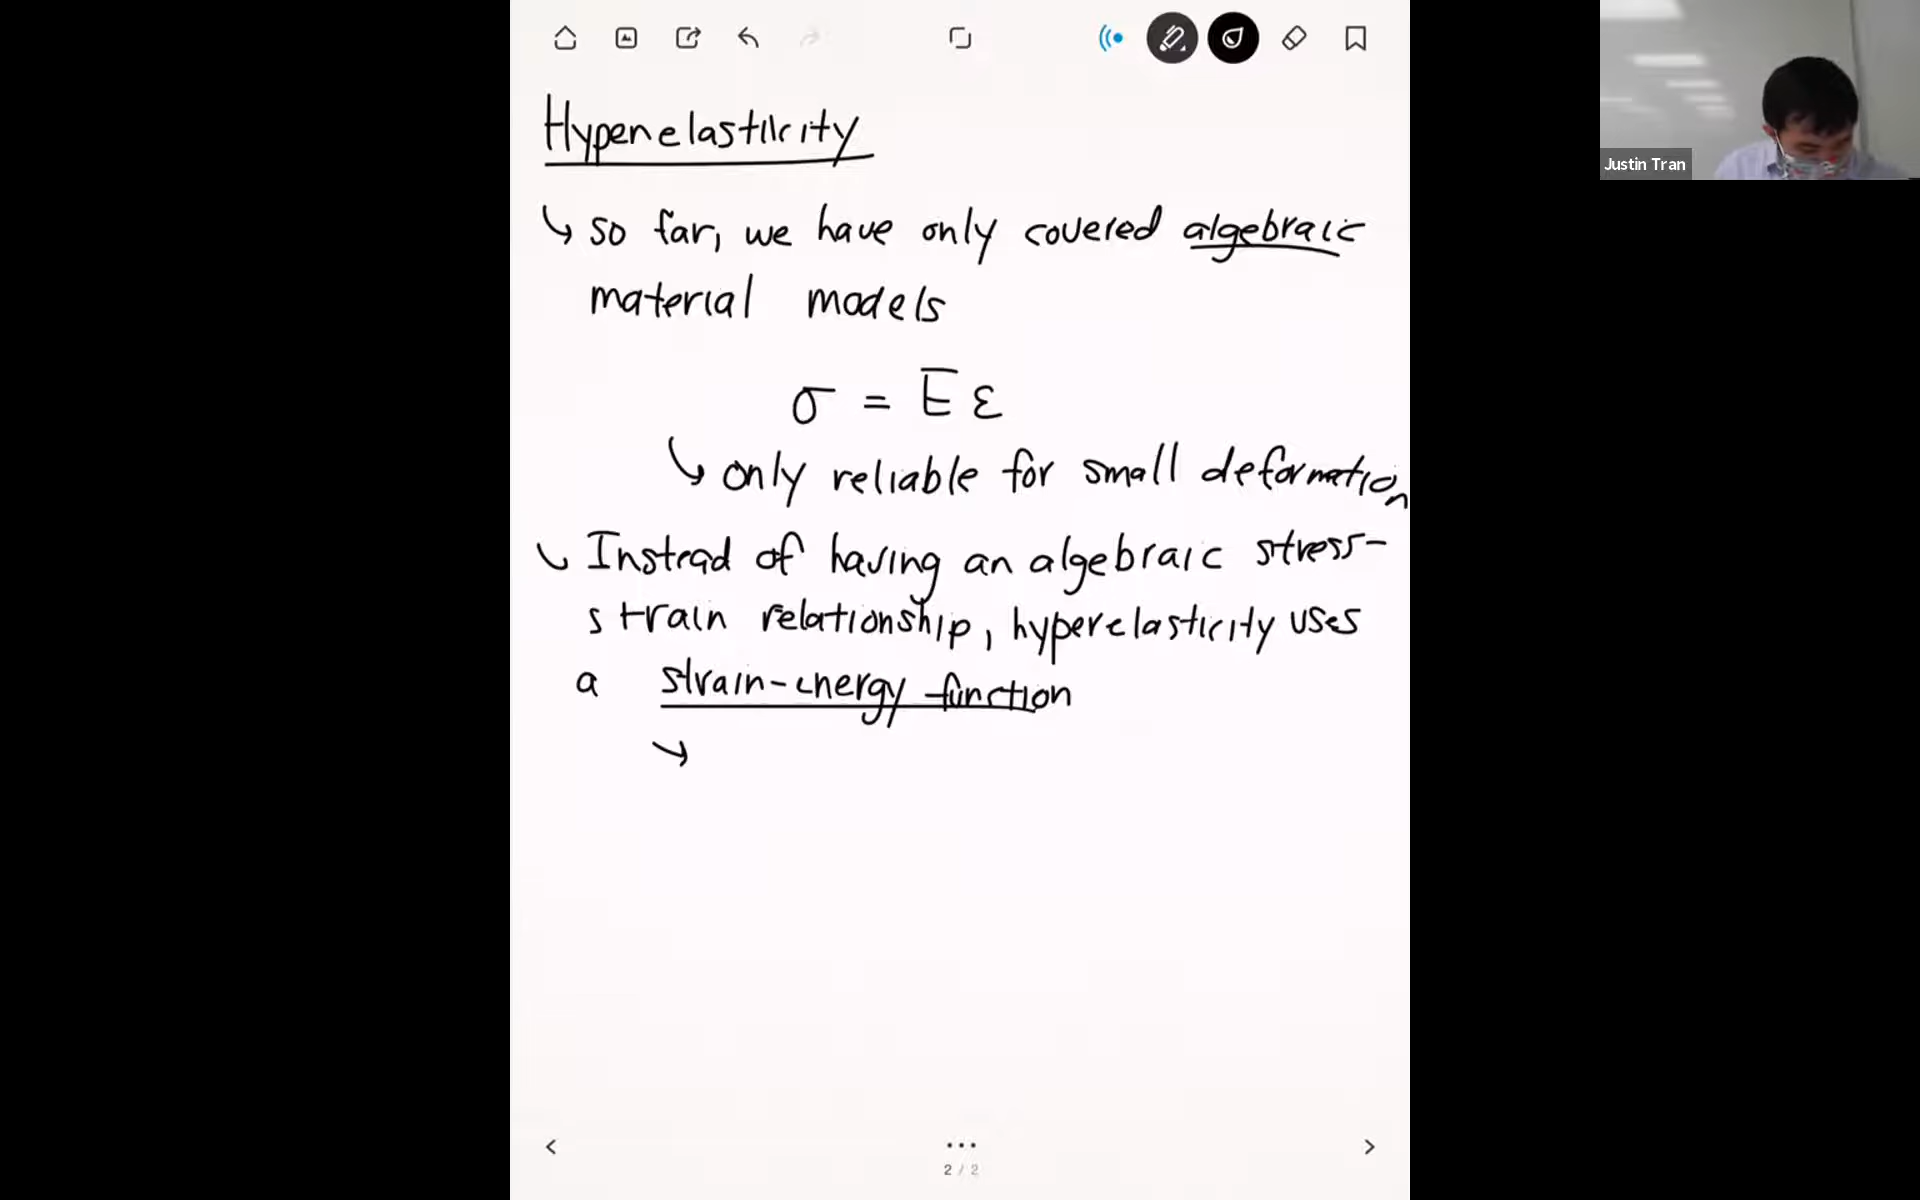 Hyperelasticity
↳ so far, we have only covered algebraic
material models
σ = E ε
↳ only reliable for small deformation
↳ Instead of having an algebraic stress-
strain relationship, hyperelasticity uses
a strain-energy function
↳
Justin Tran
2 / 2